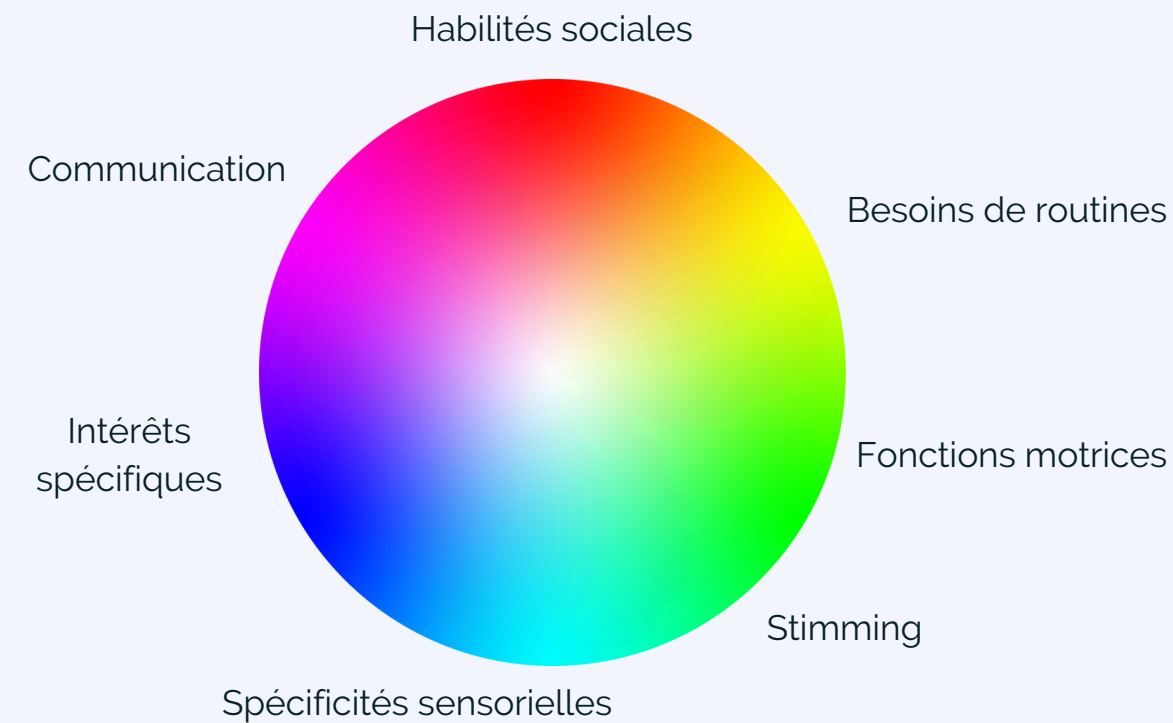 Habilités sociales
Communication
Besoins de routines
Intérêts
spécifiques
Fonctions motrices
Stimming
Spécificités sensorielles